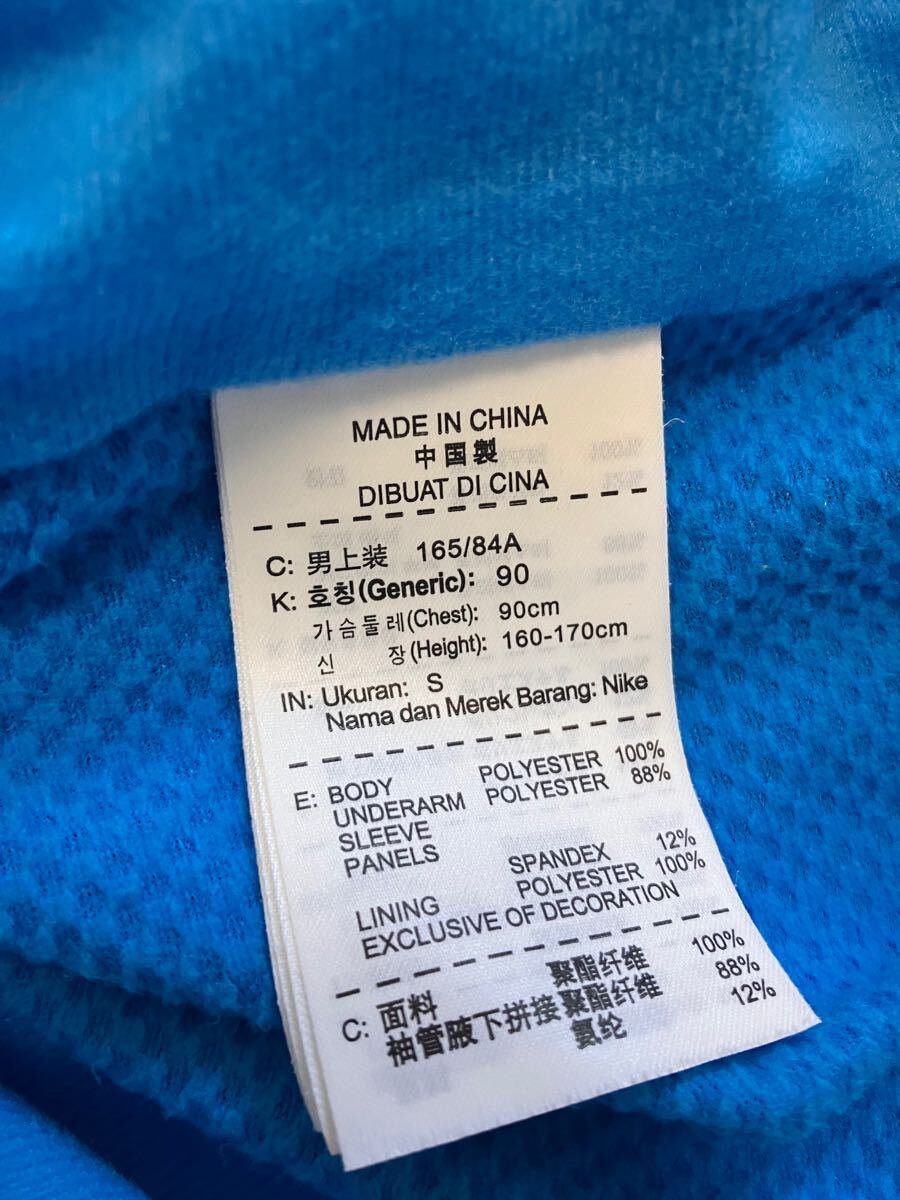 MADE IN CHINA
中国製
DIBUAT DI CINA
C: 男上装 165/84A
K: 호칭(Generic): 90
가슴둘레(Chest): 90cm
신 장(Height): 160-170cm
IN: Ukuran: S
Nama dan Merek Barang: Nike
E: BODY POLYESTER 100%
UNDERARM POLYESTER 88%
SLEEVE
PANELS SPANDEX 12%
LINING POLYESTER 100%
EXCLUSIVE OF DECORATION
C: 面料 聚酯纤维 100%
袖管腋下拼接聚酯纤维 88%
氨纶 12%